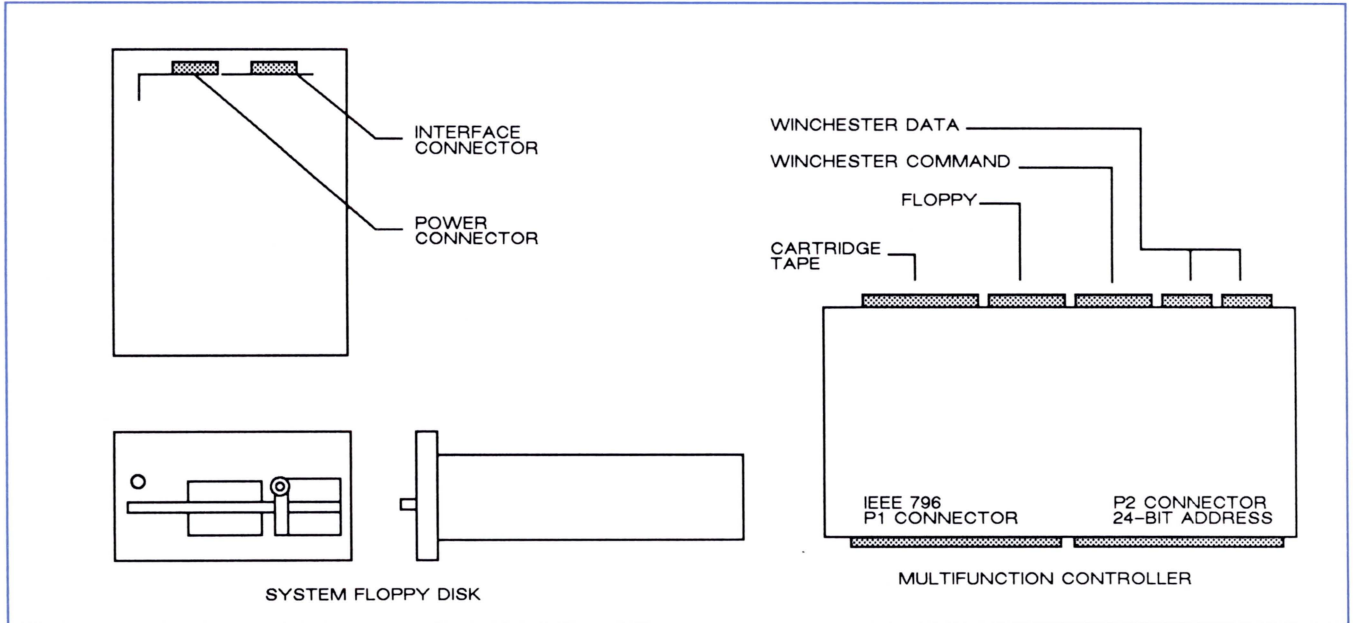 INTERFACE
CONNECTOR
POWER
CONNECTOR
SYSTEM FLOPPY DISK
WINCHESTER DATA
WINCHESTER COMMAND
FLOPPY
CARTRIDGE
TAPE
IEEE 796
P1 CONNECTOR
P2 CONNECTOR
24-BIT ADDRESS
MULTIFUNCTION CONTROLLER